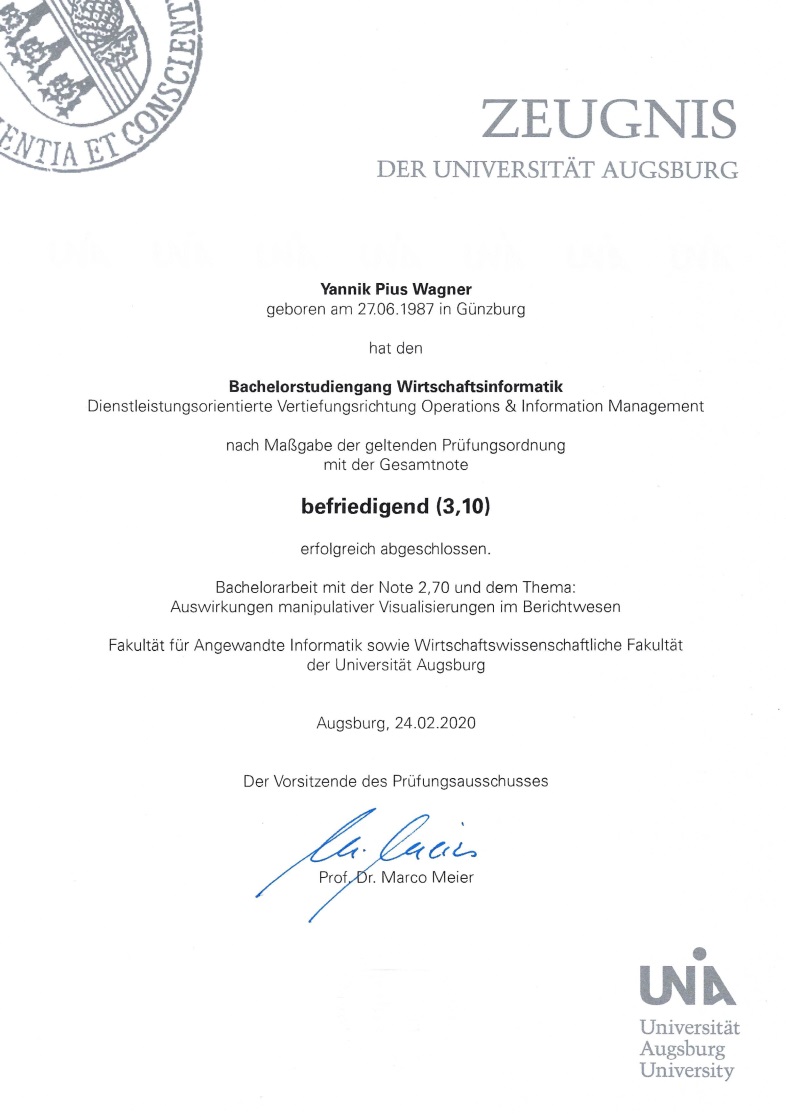 ENTIA ET CONSCIENT
ZEUGNIS
DER UNIVERSITÄT AUGSBURG
Yannik Pius Wagner
geboren am 27.06.1987 in Günzburg
hat den
Bachelorstudiengang Wirtschaftsinformatik
Dienstleistungsorientierte Vertiefungsrichtung Operations & Information Management
nach Maßgabe der geltenden Prüfungsordnung
mit der Gesamtnote
befriedigend (3,10)
erfolgreich abgeschlossen.
Bachelorarbeit mit der Note 2,70 und dem Thema:
Auswirkungen manipulativer Visualisierungen im Berichtwesen
Fakultät für Angewandte Informatik sowie Wirtschaftswissenschaftliche Fakultät
der Universität Augsburg
Augsburg, 24.02.2020
Der Vorsitzende des Prüfungsausschusses
Prof. Dr. Marco Meier
UNIA
Universität
Augsburg
University